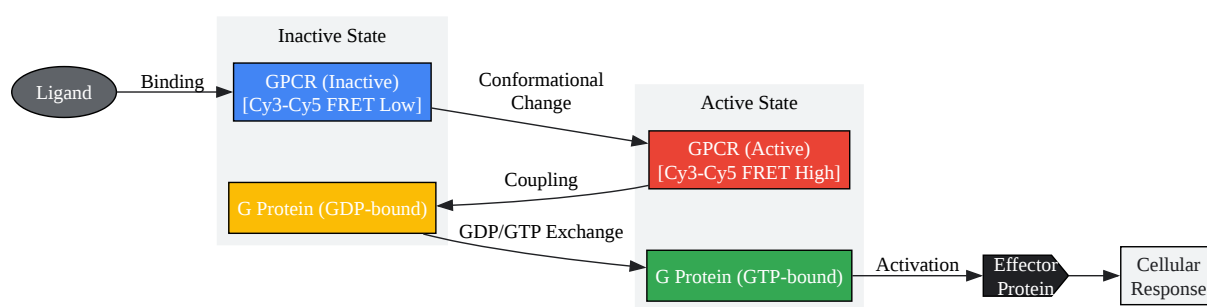 Inactive State
Ligand
Binding
GPCR (Inactive)
[Cy3-Cy5 FRET Low]
Conformational
Change
Active State
GPCR (Active)
[Cy3-Cy5 FRET High]
Coupling
G Protein (GDP-bound)
GDP/GTP Exchange
G Protein (GTP-bound)
Activation
Effector
Protein
Cellular
Response